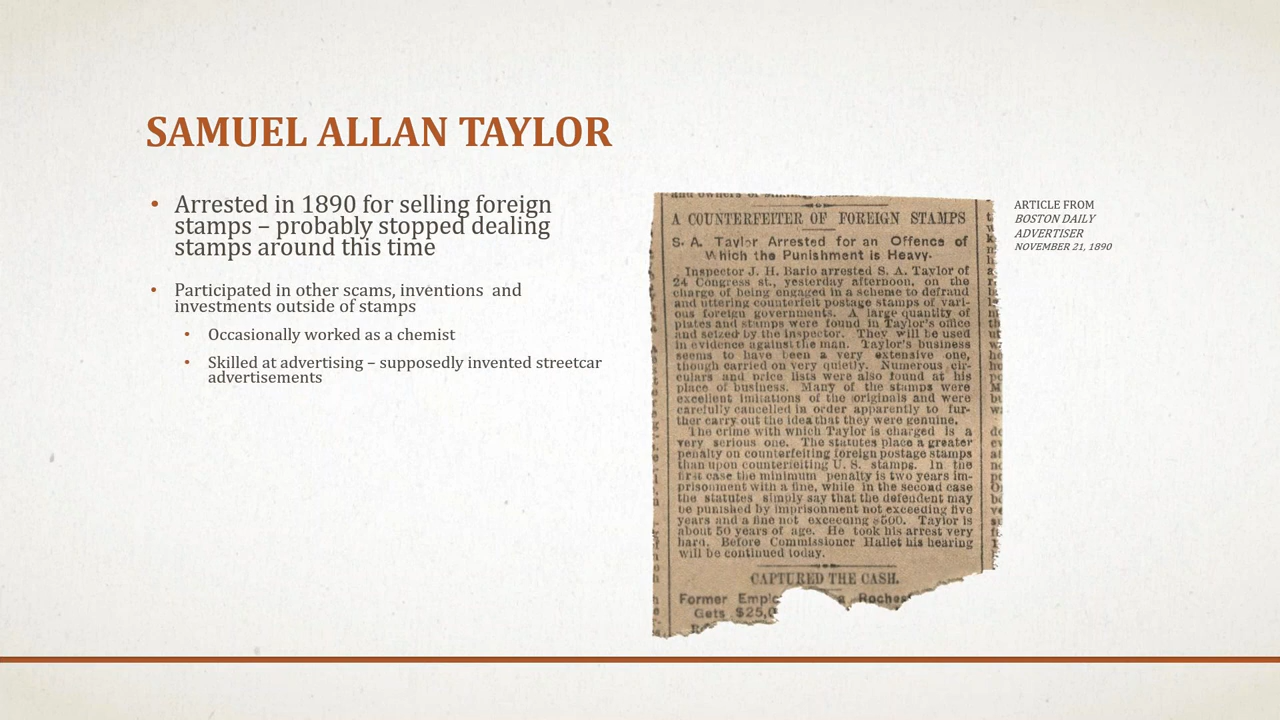 SAMUEL ALLAN TAYLOR
• Arrested in 1890 for selling foreign
stamps – probably stopped dealing
stamps around this time
• Participated in other scams, inventions and
investments outside of stamps
• Occasionally worked as a chemist
• Skilled at advertising – supposedly invented streetcar
advertisements
A COUNTERFEITER OF FOREIGN STAMPS
S. A. Taylor Arrested for an Offence of
Which the Punishment is Heavy.
Inspector J. H. Bario arrested S. A. Taylor of
24 Congress st., yesterday afternoon, on the
charge of being engaged in a scheme to defraud
and uttering counterfeit postage stamps of vari-
ous foreign governments. A large quantity of
plates and stamps were found in Taylor's office
and seized by the inspector. They will be used
in evidence against the man. Taylor's business
seems to have been a very extensive one,
though carried on very quietly. Numerous cir-
culars and price lists were also found at his
place of business. Many of the stamps were
excellent imitations of the originals and were
carefully cancelled in order apparently to fur-
ther carry out the idea that they were genuine.
The crime with which Taylor is charged is a
very serious one. The statutes place a greater
penalty on counterfeiting foreign postage stamps
than upon counterfeiting U. S. stamps. In the
first case the minimum penalty is two years im-
prisonment with a fine, while in the second case
the statutes simply say that the defendent may
be punished by imprisonment not exceeding five
years and a fine not exceeding $500. Taylor is
about 50 years of age. He took his arrest very
hard. Before Commissioner Hallet his hearing
will be continued today.
CAPTURED THE CASH.
Former
Gets $25,0
ARTICLE FROM
BOSTON DAILY
ADVERTISER
NOVEMBER 21, 1890